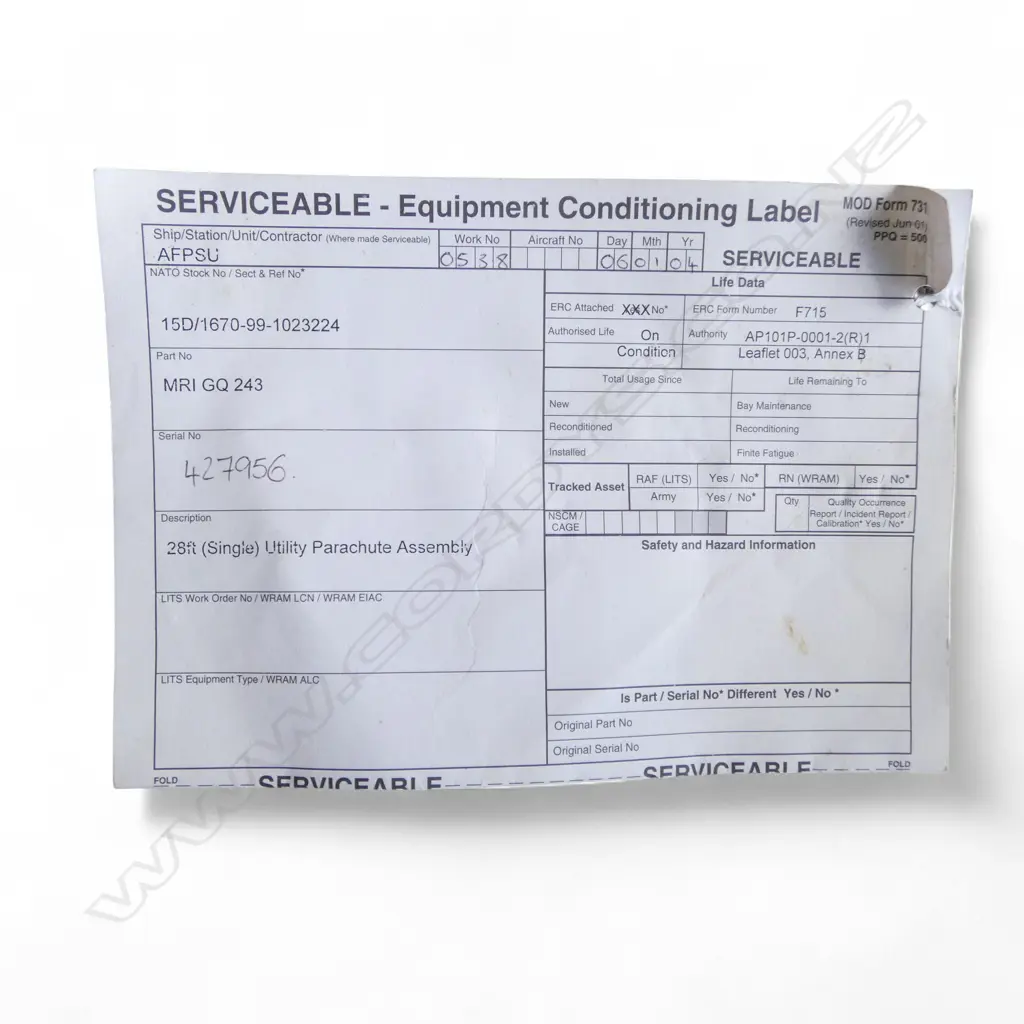 SERVICEABLE - Equipment Conditioning Label
MOD Form 731
(Revised Jun 01)
PPQ = 500
Ship/Station/Unit/Contractor (Where made Serviceable)
AFPSU
Work No
0538
Aircraft No
Day Mth Yr
06 01 04
SERVICEABLE
NATO Stock No / Sect & Ref No*
15D/1670-99-1023224
Part No
MRI GQ 243
Serial No
427956.
Description
28ft (Single) Utility Parachute Assembly
LITS Work Order No / WRAM LCN / WRAM EIAC
LITS Equipment Type / WRAM ALC
Life Data
ERC Attached XXX No*
ERC Form Number F715
Authorised Life On
Condition
Authority AP101P-0001-2(R)1
Leaflet 003, Annex B
Total Usage Since
Life Remaining To
New
Bay Maintenance
Reconditioned
Reconditioning
Installed
Finite Fatigue
Tracked Asset
RAF (LITS) Yes / No*
RN (WRAM) Yes / No*
Army Yes / No*
NSCM /
CAGE
Qty
Quality Occurrence
Report / Incident Report /
Calibration* Yes / No*
Safety and Hazard Information
Is Part / Serial No* Different Yes / No *
Original Part No
Original Serial No
FOLD
SERVICEABLE
SERVICEABLE
FOLD
WWW.CORDYS.CO.NZ